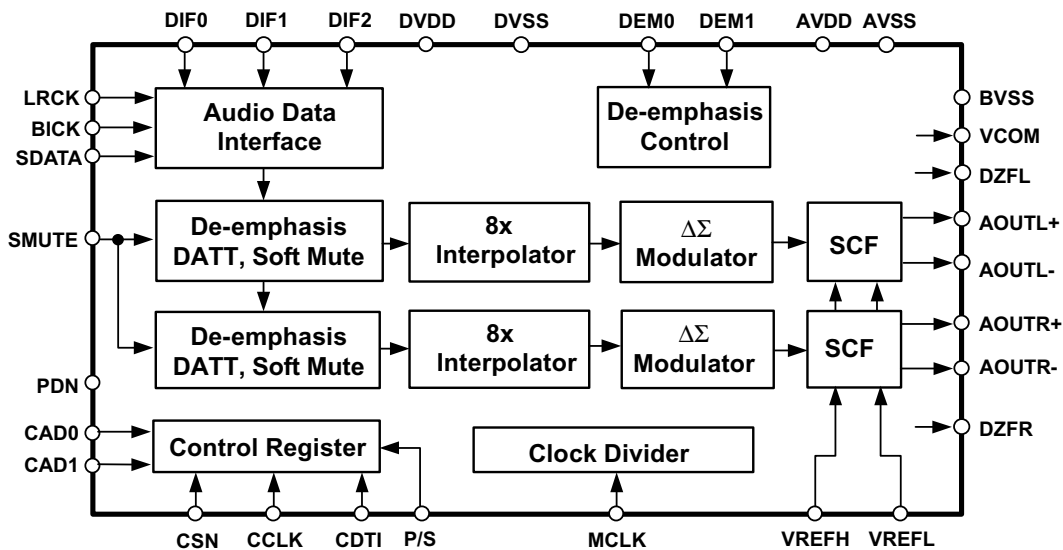 DIF0 DIF1 DIF2 DVDD DVSS DEM0 DEM1 AVDD AVSS
LRCK
BICK
SDATA
Audio Data
Interface
De-emphasis
Control
BVSS
VCOM
DZFL
SMUTE
De-emphasis
DATT, Soft Mute
8x
Interpolator
ΔΣ
Modulator
SCF
AOUTL+
AOUTL-
De-emphasis
DATT, Soft Mute
8x
Interpolator
ΔΣ
Modulator
SCF
AOUTR+
AOUTR-
PDN
CAD0
CAD1
Control Register
Clock Divider
DZFR
CSN CCLK CDTI P/S MCLK VREFH VREFL